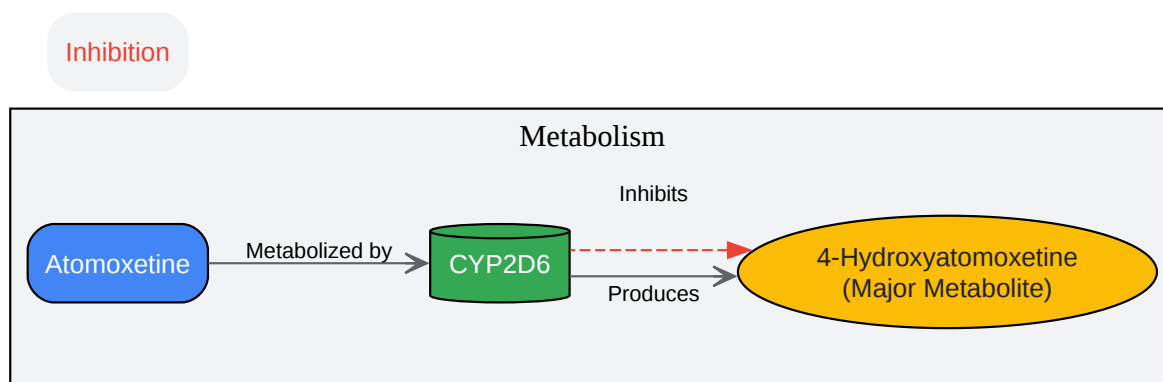 Inhibition
Metabolism
Inhibits
Atomoxetine
Metabolized by
CYP2D6
Produces
4-Hydroxyatomoxetine
(Major Metabolite)